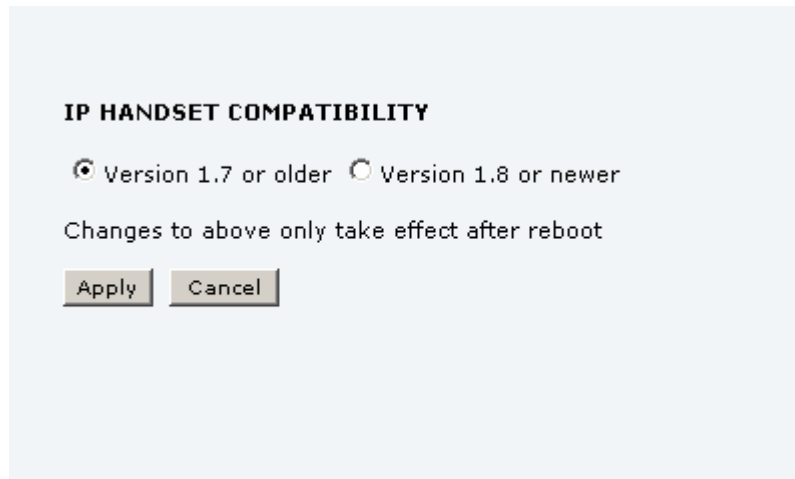 IP HANDSET COMPATIBILITY
Version 1.7 or older Version 1.8 or newer
Changes to above only take effect after reboot
Apply Cancel